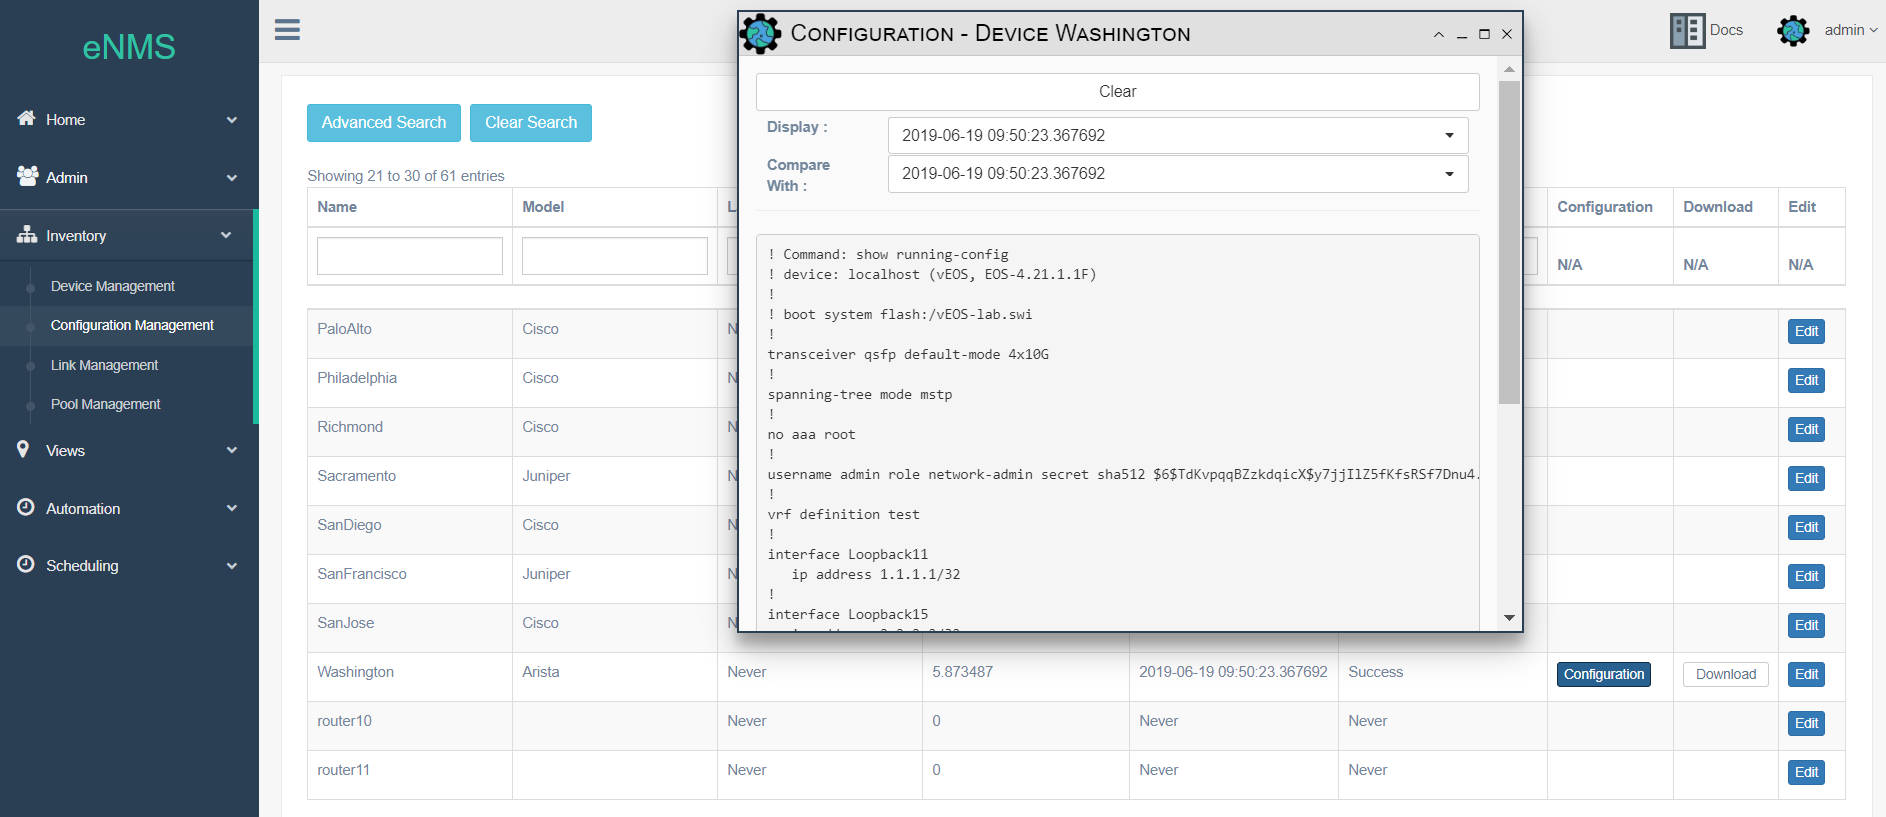 eNMS
Home
Admin
Inventory
Device Management
Configuration Management
Link Management
Pool Management
Views
Automation
Scheduling
Docs
admin
Advanced Search Clear Search
Showing 21 to 30 of 61 entries
Configuration - Device Washington
Clear
Display : 2019-06-19 09:50:23.367692
Compare With : 2019-06-19 09:50:23.367692
! Command: show running-config
! device: localhost (vEOS, EOS-4.21.1.1F)
!
! boot system flash:/vEOS-lab.swi
!
transceiver qsfp default-mode 4x10G
!
spanning-tree mode mstp
!
no aaa root
!
username admin role network-admin secret sha512 $6$TdKvpqqBZzkdqicX$y7jjIlZ5fKfsRSf7Dnu4.
!
vrf definition test
!
interface Loopback11
ip address 1.1.1.1/32
!
interface Loopback15
Name Model Configuration Download Edit
N/A N/A N/A
PaloAlto Cisco N Edit
Philadelphia Cisco N Edit
Richmond Cisco N Edit
Sacramento Juniper N Edit
SanDiego Cisco N Edit
SanFrancisco Juniper N Edit
SanJose Cisco N Edit
Washington Arista Never 5.873487 2019-06-19 09:50:23.367692 Success Configuration Download Edit
router10 Never 0 Never Never Edit
router11 Never 0 Never Never Edit